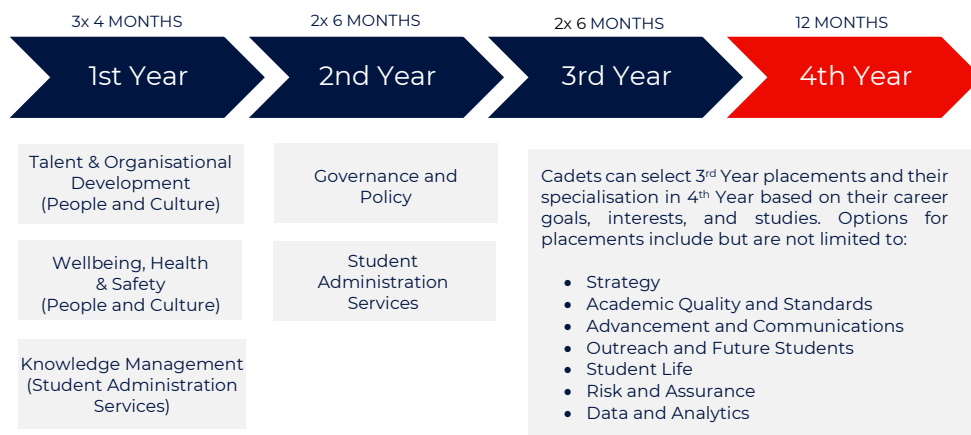 3x 4 MONTHS
2x 6 MONTHS
2x 6 MONTHS
12 MONTHS
1st Year
2nd Year
3rd Year
4th Year
Talent & Organisational
Development
(People and Culture)
Wellbeing, Health
& Safety
(People and Culture)
Knowledge Management
(Student Administration
Services)
Governance and
Policy
Student
Administration
Services
Cadets can select 3rd Year placements and their
specialisation in 4th Year based on their career
goals, interests, and studies. Options for
placements include but are not limited to:
• Strategy
• Academic Quality and Standards
• Advancement and Communications
• Outreach and Future Students
• Student Life
• Risk and Assurance
• Data and Analytics